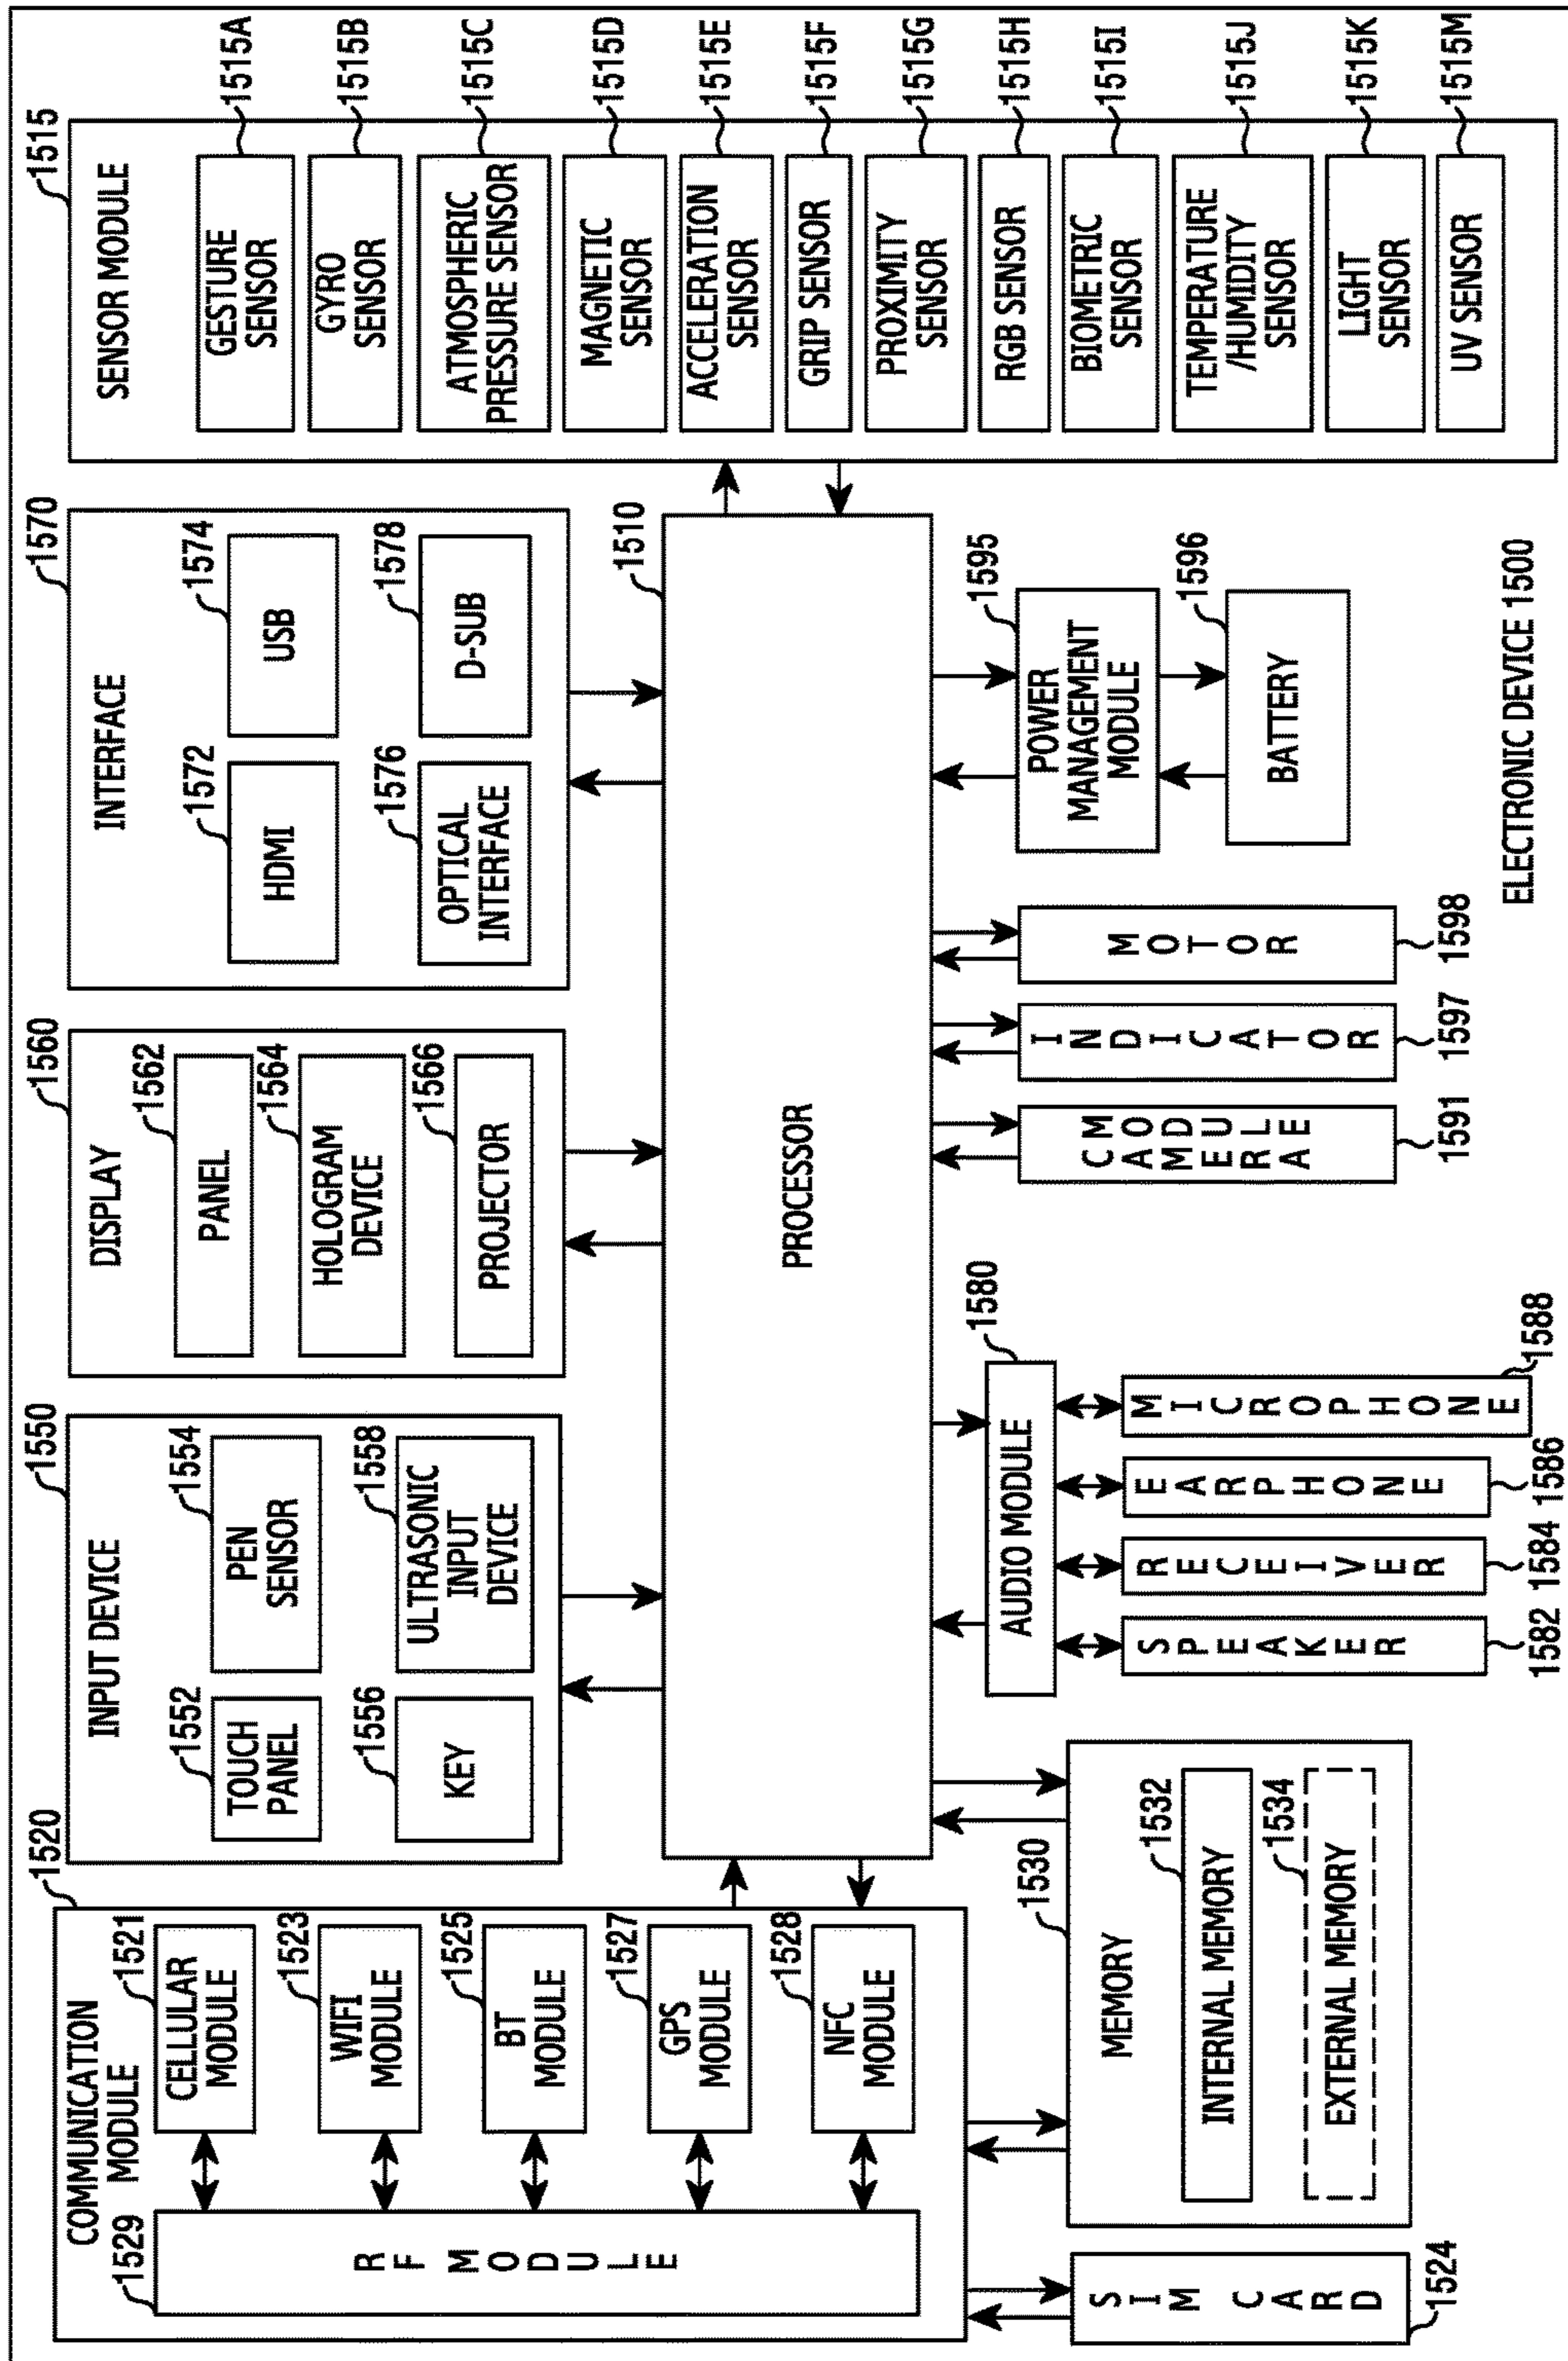 COMMUNICATION
MODULE
1520
1529
RF MODULE
CELLULAR
MODULE
1521
WIFI
MODULE
1523
BT
MODULE
1525
GPS
MODULE
1527
NFC
MODULE
1528
SIM CARD
1524
INPUT DEVICE
1550
TOUCH
PANEL
1552
PEN
SENSOR
1554
KEY
1556
ULTRASONIC
INPUT
DEVICE
1558
DISPLAY
1560
PANEL
1562
HOLOGRAM
DEVICE
1564
PROJECTOR
1566
INTERFACE
1570
HDMI
1572
USB
1574
OPTICAL
INTERFACE
1576
D-SUB
1578
SENSOR MODULE
1515
GESTURE
SENSOR
1515A
GYRO
SENSOR
1515B
ATMOSPHERIC
PRESSURE SENSOR
1515C
MAGNETIC
SENSOR
1515D
ACCELERATION
SENSOR
1515E
GRIP SENSOR
1515F
PROXIMITY
SENSOR
1515G
RGB SENSOR
1515H
BIOMETRIC
SENSOR
1515I
TEMPERATURE
/HUMIDITY
SENSOR
1515J
LIGHT
SENSOR
1515K
UV SENSOR
1515M
PROCESSOR
1510
MEMORY
1530
INTERNAL MEMORY
1532
EXTERNAL MEMORY
1534
AUDIO MODULE
1580
SPEAKER
1582
RECEIVER
1584
EARPHONE
1586
MICROPHONE
1588
CAMERA
MODULE
1591
INDICATOR
1597
MOTOR
1598
POWER
MANAGEMENT
MODULE
1595
BATTERY
1596
ELECTRONIC DEVICE 1500